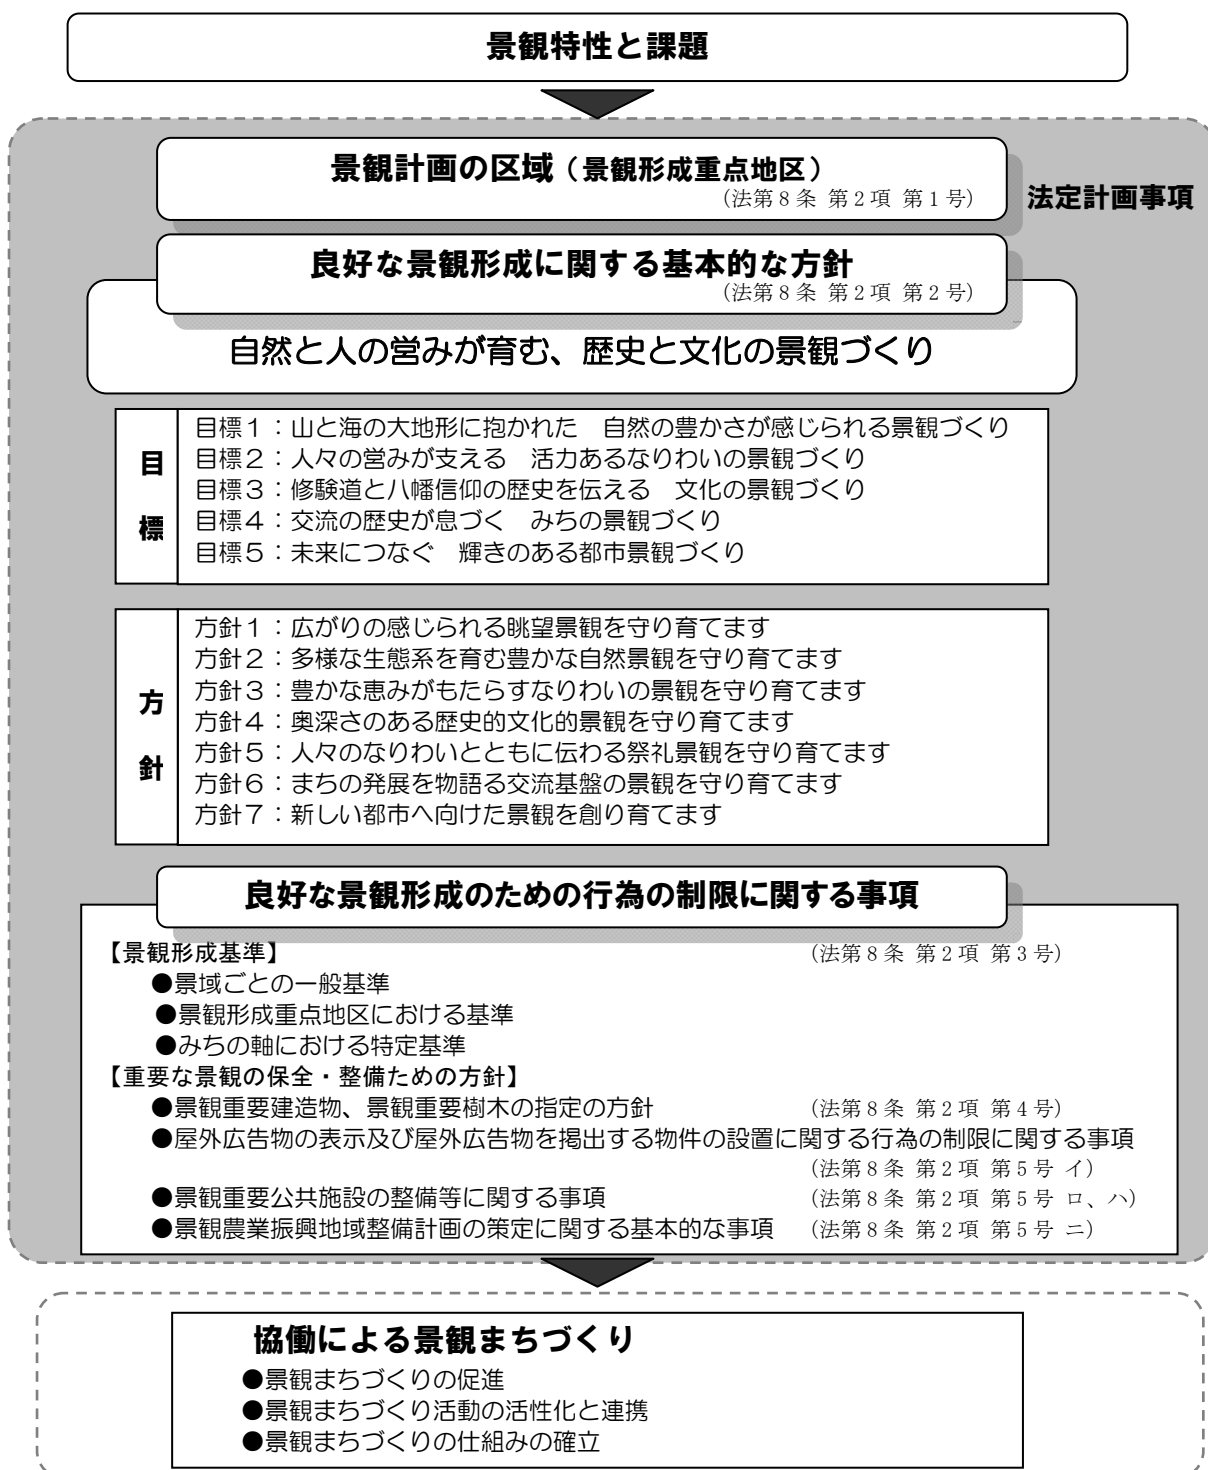 景観特性と課題
景観計画の区域（景観形成重点地区）
（法第８条 第２項 第１号）
法定計画事項
良好な景観形成に関する基本的な方針
（法第８条 第２項 第２号）
自然と人の営みが育む、歴史と文化の景観づくり
目標
目標１：山と海の大地形に抱かれた　自然の豊かさが感じられる景観づくり
目標２：人々の営みが支える　活力あるなりわいの景観づくり
目標３：修験道と八幡信仰の歴史を伝える　文化の景観づくり
目標４：交流の歴史が息づく　みちの景観づくり
目標５：未来につなぐ　輝きのある都市景観づくり
方針
方針１：広がりの感じられる眺望景観を守り育てます
方針２：多様な生態系を育む豊かな自然景観を守り育てます
方針３：豊かな恵みがもたらすなりわいの景観を守り育てます
方針４：奥深さのある歴史的文化的景観を守り育てます
方針５：人々のなりわいとともに伝わる祭礼景観を守り育てます
方針６：まちの発展を物語る交流基盤の景観を守り育てます
方針７：新しい都市へ向けた景観を創り育てます
良好な景観形成のための行為の制限に関する事項
【景観形成基準】　（法第８条 第２項 第３号）
●景域ごとの一般基準
●景観形成重点地区における基準
●みちの軸における特定基準
【重要な景観の保全・整備ための方針】
●景観重要建造物、景観重要樹木の指定の方針　（法第８条 第２項 第４号）
●屋外広告物の表示及び屋外広告物を掲出する物件の設置に関する行為の制限に関する事項
（法第８条 第２項 第５号 イ）
●景観重要公共施設の整備等に関する事項　（法第８条 第２項 第５号 ロ、ハ）
●景観農業振興地域整備計画の策定に関する基本的な事項　（法第８条 第２項 第５号 ニ）
協働による景観まちづくり
●景観まちづくりの促進
●景観まちづくり活動の活性化と連携
●景観まちづくりの仕組みの確立